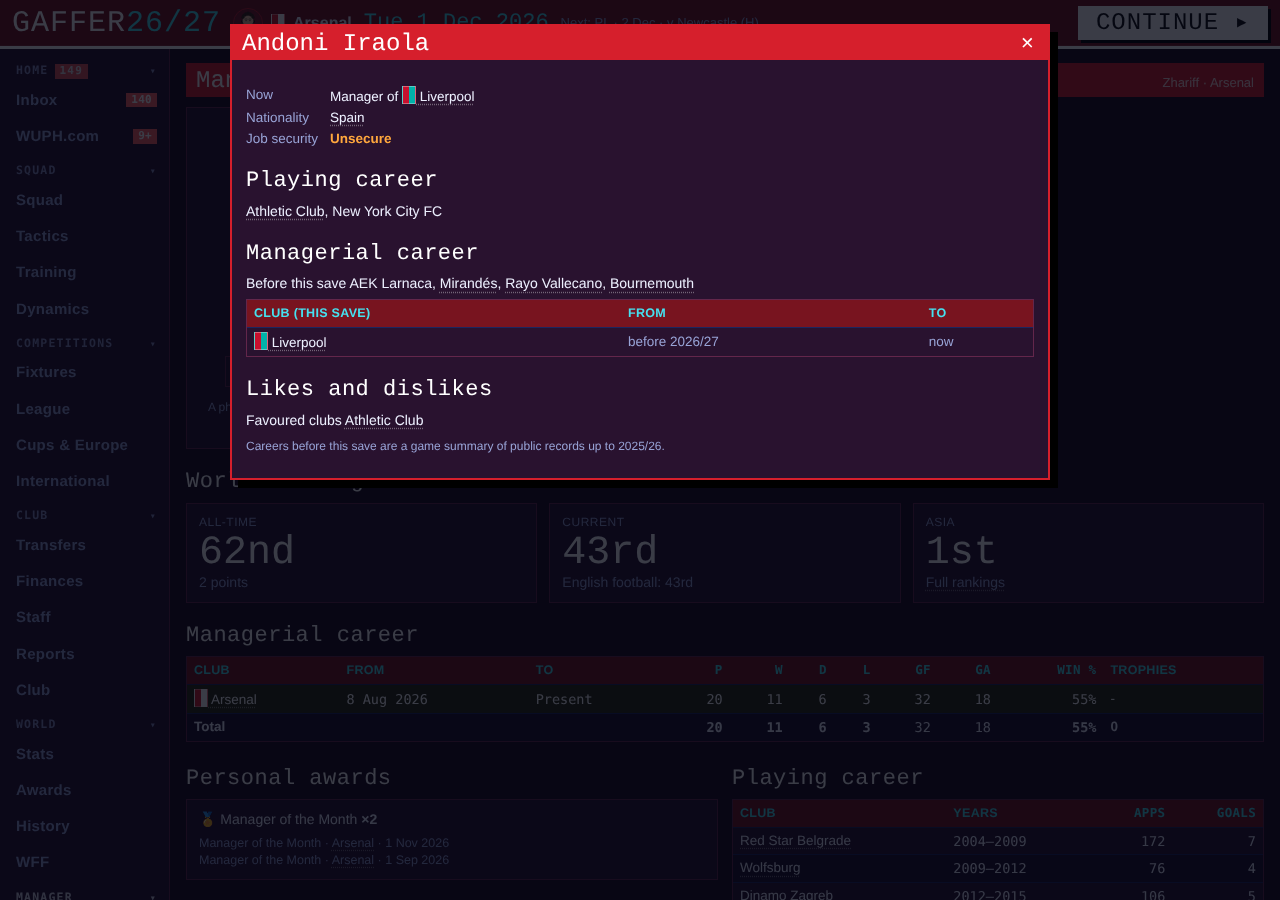 GAFFER26/27 Arsenal Tue 1 Dec 2026 Next: PL · 2 Dec · v Newcastle (H) CONTINUE ►
Andoni Iraola ×
Now Manager of Liverpool
Nationality Spain
Job security Unsecure
Playing career
Athletic Club, New York City FC
Managerial career
Before this save AEK Larnaca, Mirandés, Rayo Vallecano, Bournemouth
CLUB (THIS SAVE) FROM TO
Liverpool before 2026/27 now
Likes and dislikes
Favoured clubs Athletic Club
Careers before this save are a game summary of public records up to 2025/26.
HOME 149
Inbox 140
WUPH.com 9+
SQUAD
Squad
Tactics
Training
Dynamics
COMPETITIONS
Fixtures
League
Cups & Europe
International
CLUB
Transfers
Finances
Staff
Reports
Club
WORLD
Stats
Awards
History
WFF
MANAGER
Zhariff · Arsenal
ALL-TIME
62nd
2 points
CURRENT
43rd
English football: 43rd
ASIA
1st
Full rankings
Managerial career
CLUB FROM TO P W D L GF GA WIN % TROPHIES
Arsenal 8 Aug 2026 Present 20 11 6 3 32 18 55% -
Total 20 11 6 3 32 18 55% 0
Personal awards
Manager of the Month ×2
Manager of the Month · Arsenal · 1 Nov 2026
Manager of the Month · Arsenal · 1 Sep 2026
Playing career
CLUB YEARS APPS GOALS
Red Star Belgrade 2004–2009 172 7
Wolfsburg 2009–2012 76 4
Dinamo Zagreb 2012–2015 106 5